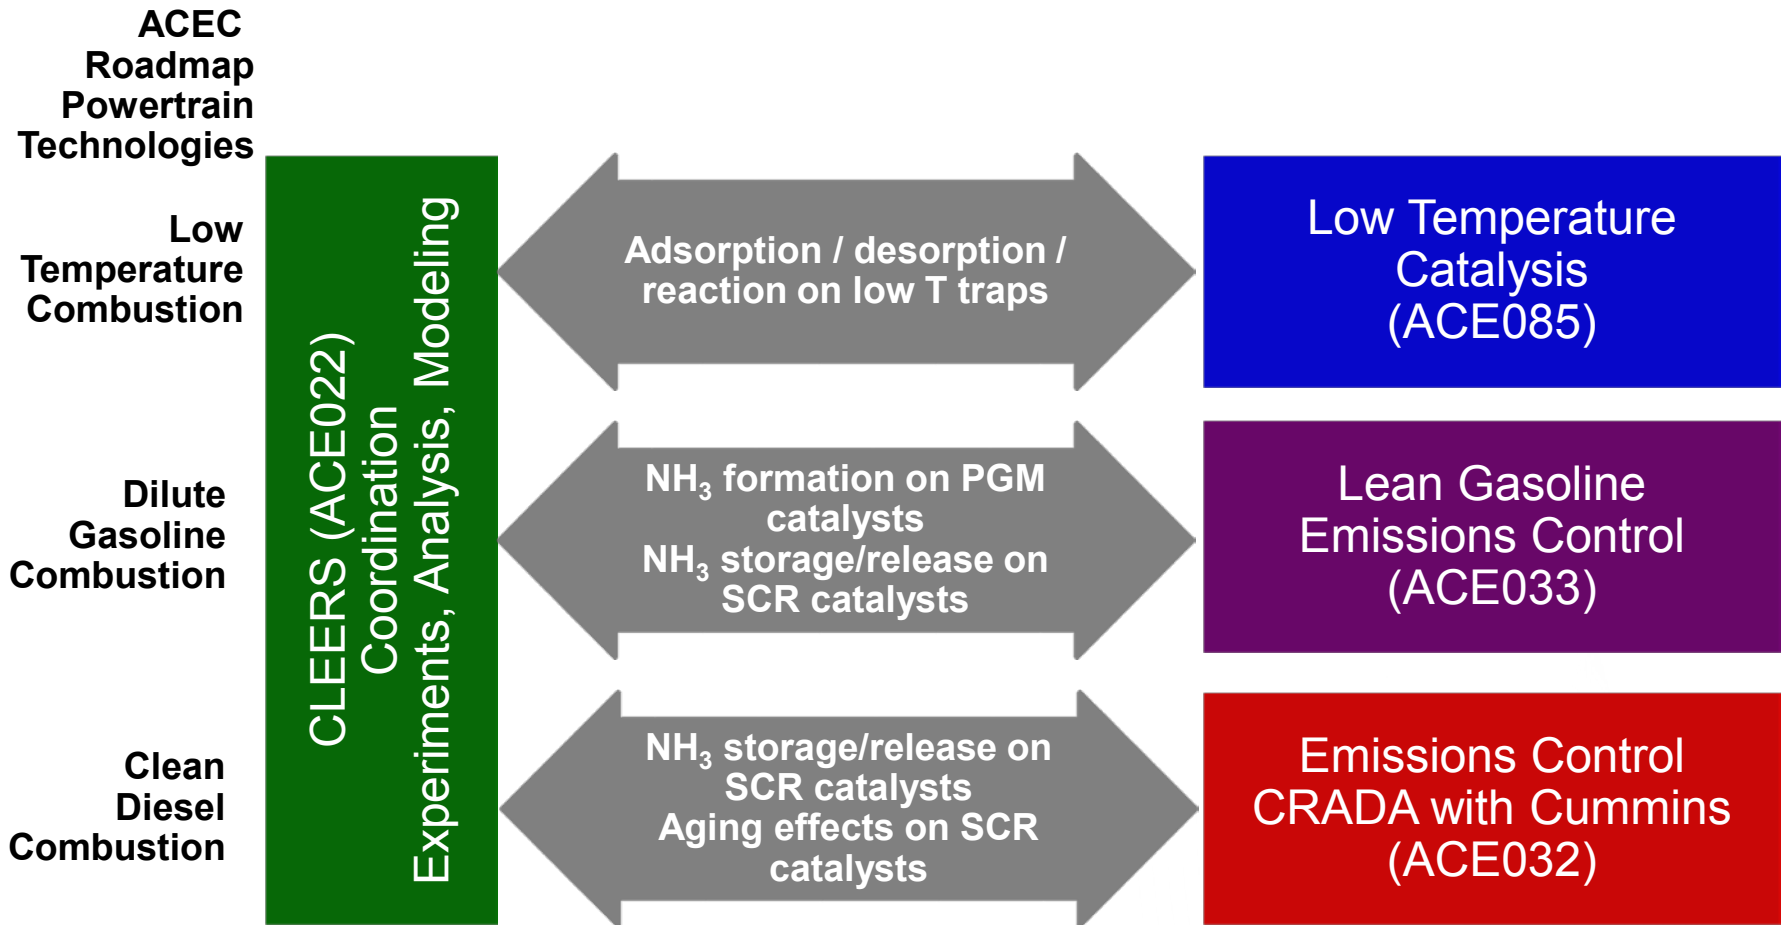 ACEC
Roadmap
Powertrain
Technologies
Low
Temperature
Combustion
Dilute
Gasoline
Combustion
Clean
Diesel
Combustion
CLEERS (ACE022)
Coordination
Experiments, Analysis, Modeling
Adsorption / desorption /
reaction on low T traps
NH₃ formation on PGM
catalysts
NH₃ storage/release on
SCR catalysts
NH₃ storage/release on
SCR catalysts
Aging effects on SCR
catalysts
Low Temperature
Catalysis
(ACE085)
Lean Gasoline
Emissions Control
(ACE033)
Emissions Control
CRADA with Cummins
(ACE032)